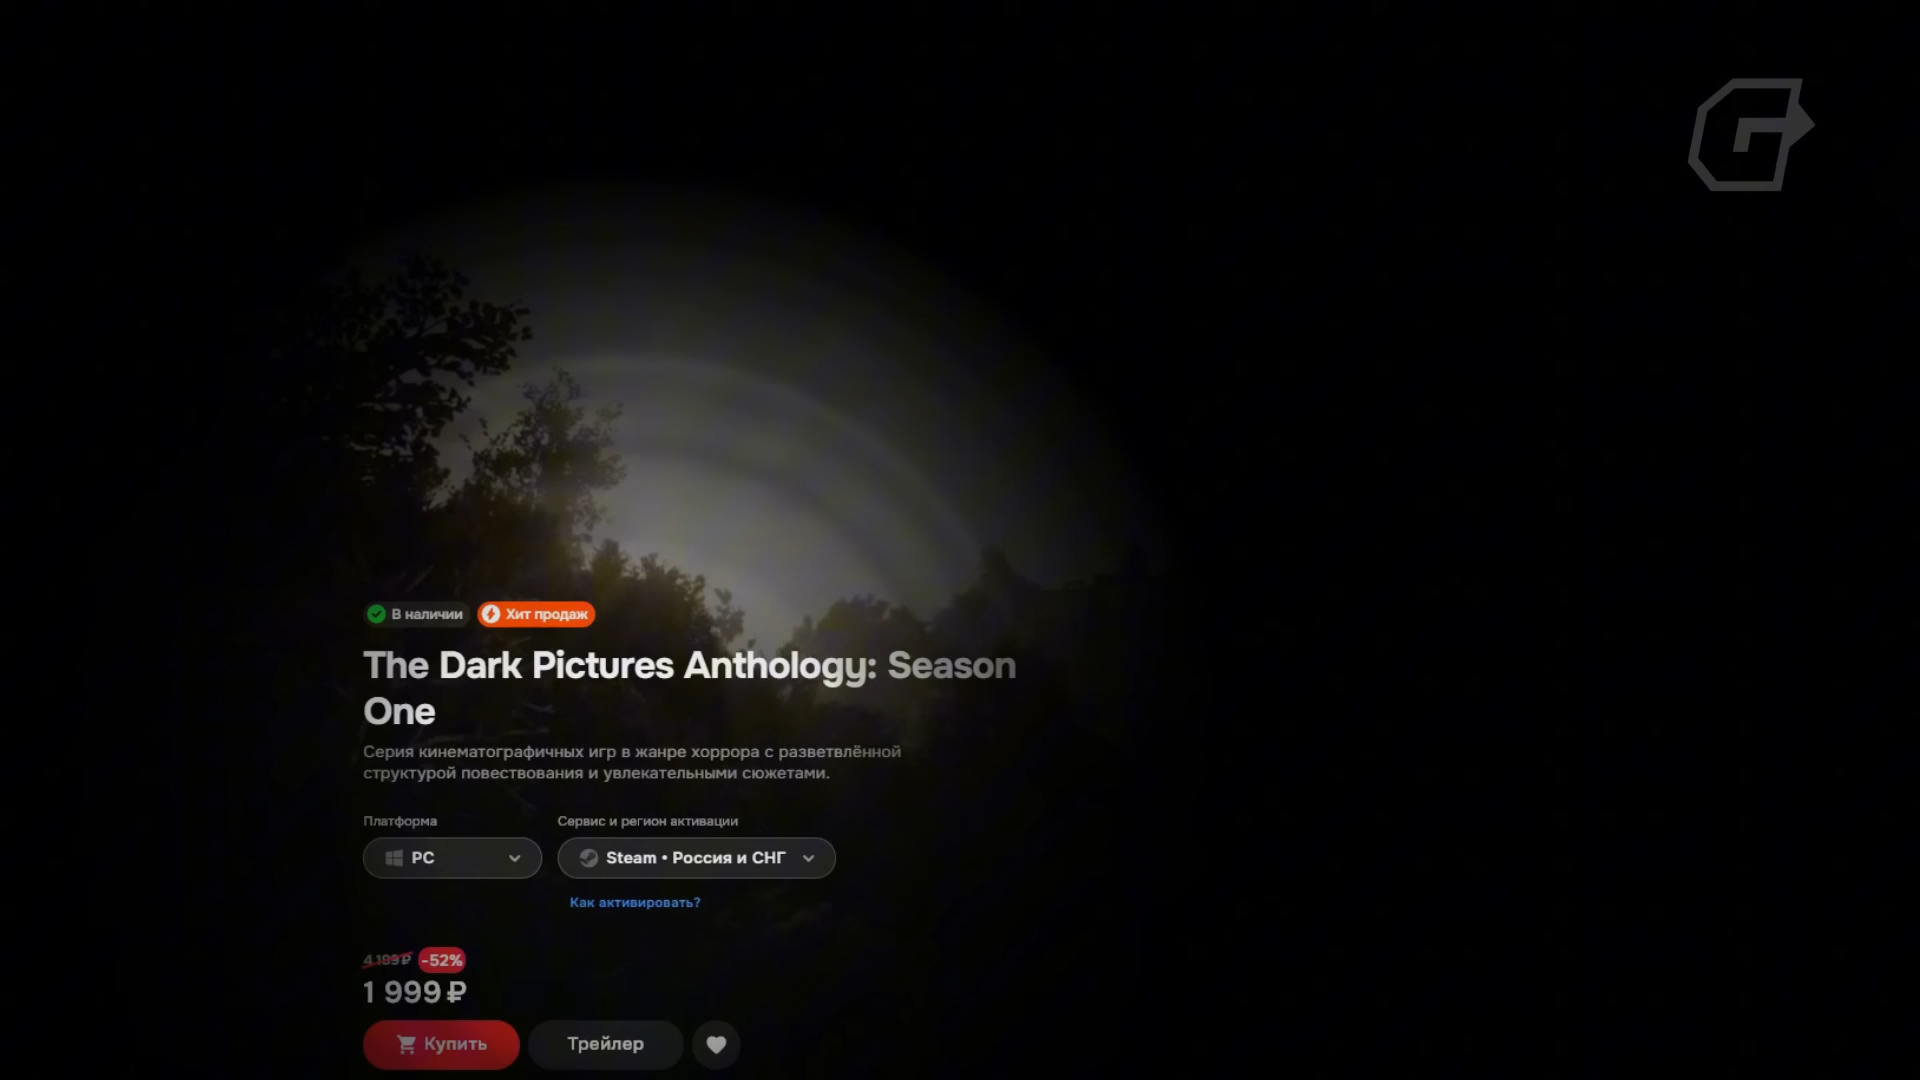 В наличии
Хит продаж
The Dark Pictures Anthology: Season
One
Серия кинематографичных игр в жанре хоррора с разветвлённой
структурой повествования и увлекательными сюжетами.
Платформа
Сервис и регион активации
PC
Steam • Россия и СНГ
Как активировать?
4 199 ₽ -52%
1 999 ₽
Купить
Трейлер